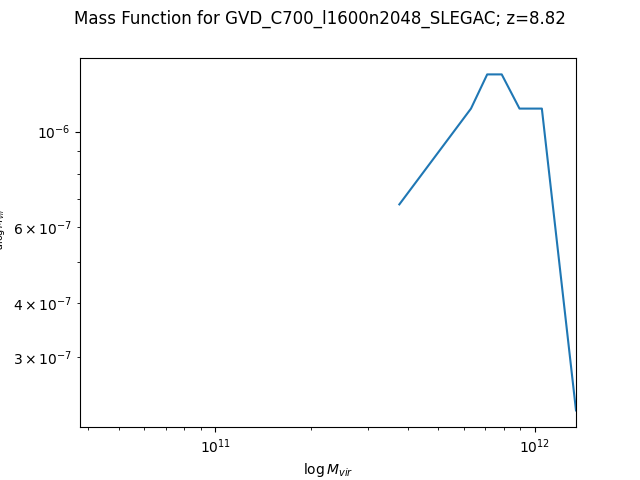 Mass Function for GVD_C700_l1600n2048_SLEGAC; z=8.82
10⁻⁶
6 × 10⁻⁷
4 × 10⁻⁷
3 × 10⁻⁷
10¹¹
10¹²
log M_vir